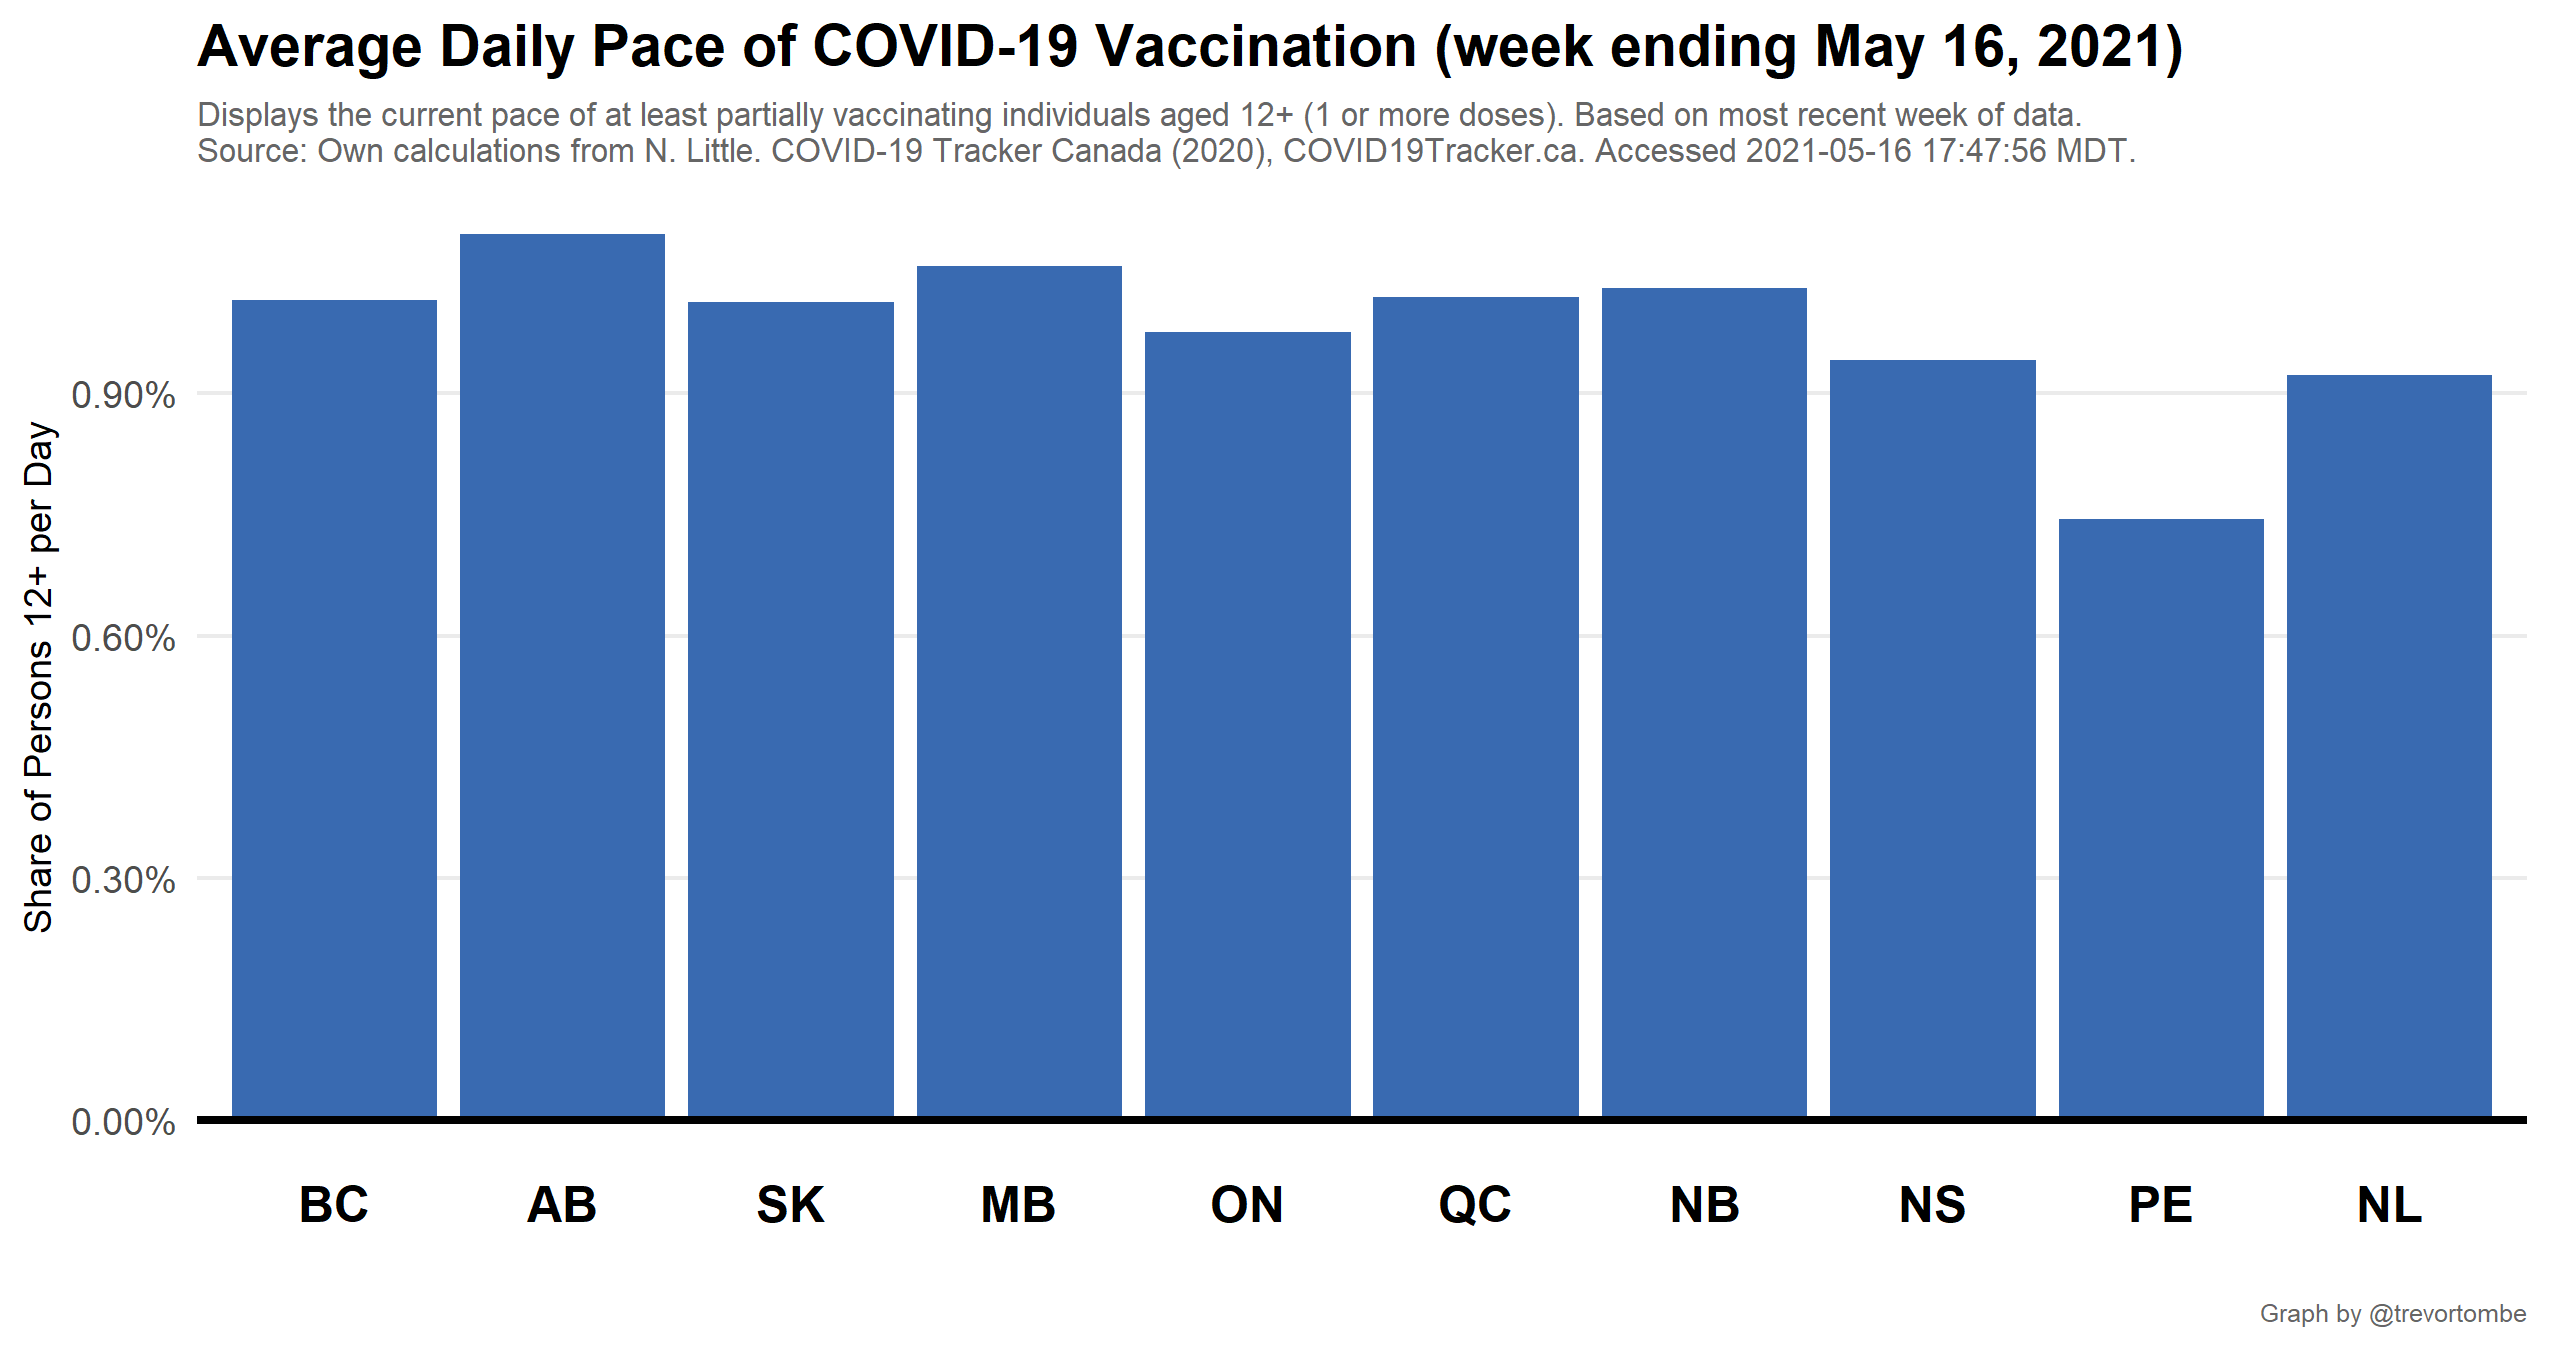 Average Daily Pace of COVID-19 Vaccination (week ending May 16, 2021)
Displays the current pace of at least partially vaccinating individuals aged 12+ (1 or more doses). Based on most recent week of data.
Source: Own calculations from N. Little. COVID-19 Tracker Canada (2020), COVID19Tracker.ca. Accessed 2021-05-16 17:47:56 MDT.
Share of Persons 12+ per Day
0.90%
0.60%
0.30%
0.00%
BC AB SK MB ON QC NB NS PE NL
Graph by @trevortombe